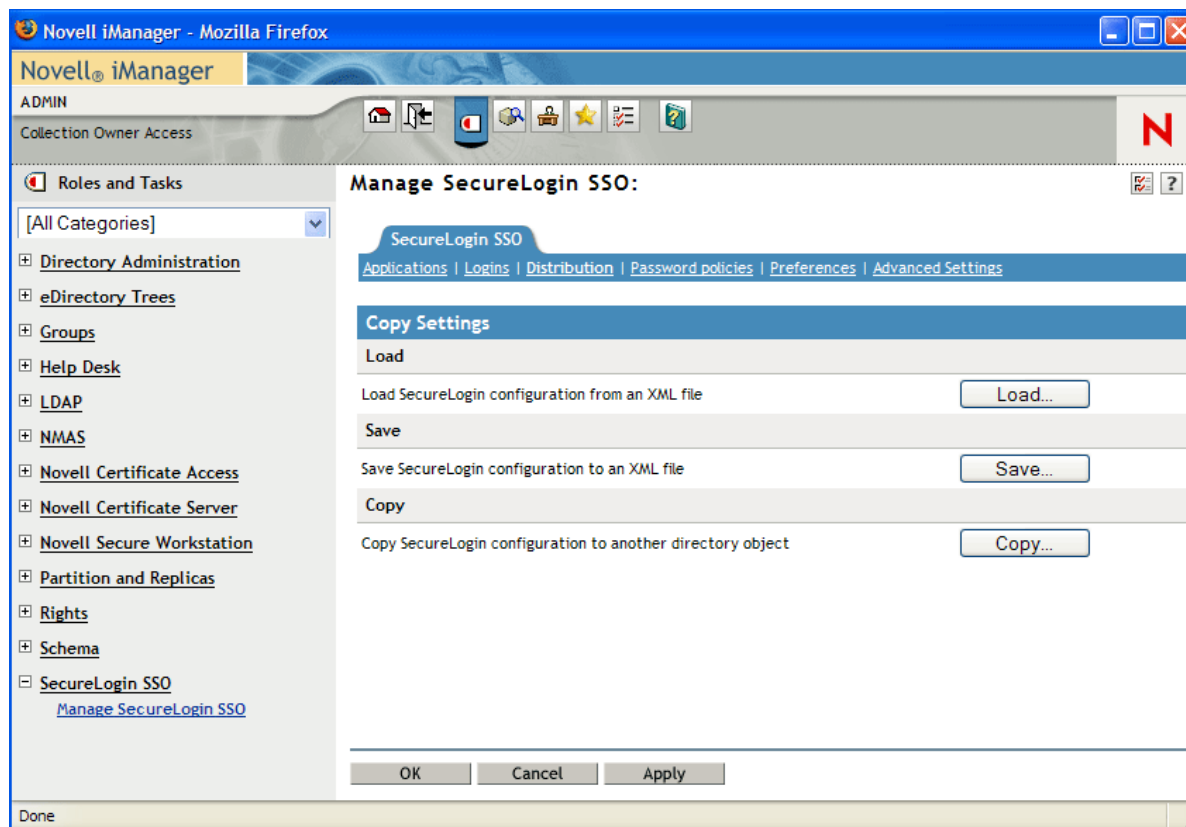 Novell iManager - Mozilla Firefox
Novell® iManager
ADMIN
Collection Owner Access
N
Roles and Tasks
[All Categories]
Directory Administration
eDirectory Trees
Groups
Help Desk
LDAP
NMAS
Novell Certificate Access
Novell Certificate Server
Novell Secure Workstation
Partition and Replicas
Rights
Schema
SecureLogin SSO
Manage SecureLogin SSO
Manage SecureLogin SSO:
?
SecureLogin SSO
Applications | Logins | Distribution | Password policies | Preferences | Advanced Settings
Copy Settings
Load
Load SecureLogin configuration from an XML file Load...
Save
Save SecureLogin configuration to an XML file Save...
Copy
Copy SecureLogin configuration to another directory object Copy...
OK Cancel Apply
Done